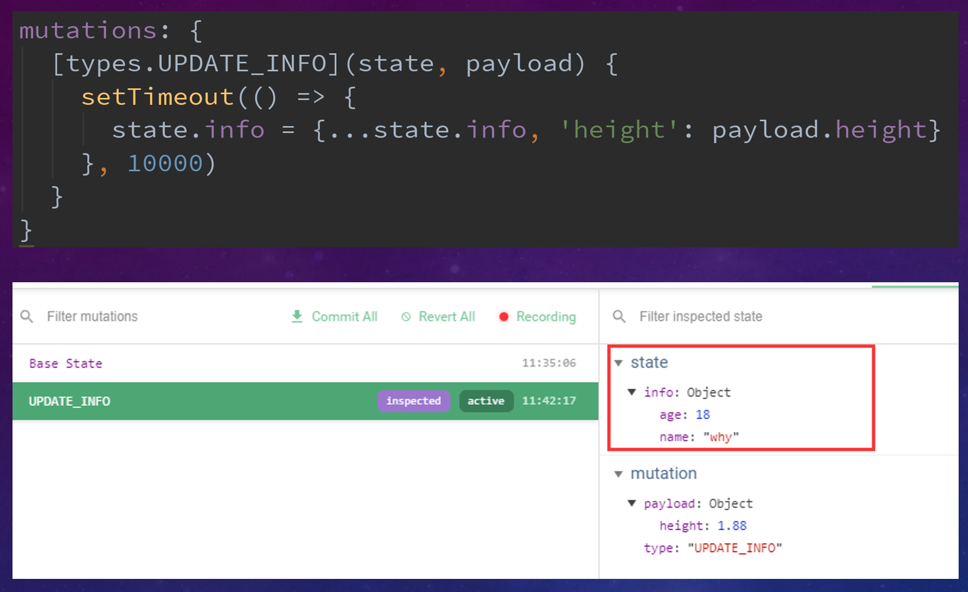 mutations: {
[types.UPDATE_INFO](state, payload) {
setTimeout(() => {
state.info = {...state.info, 'height': payload.height}
}, 10000)
}
}
Filter mutations
Commit All
Revert All
Recording
Base State
11:35:06
UPDATE_INFO
inspected
active
11:42:17
Filter inspected state
state
info: Object
age: 18
name: "why"
mutation
payload: Object
height: 1.88
type: "UPDATE_INFO"